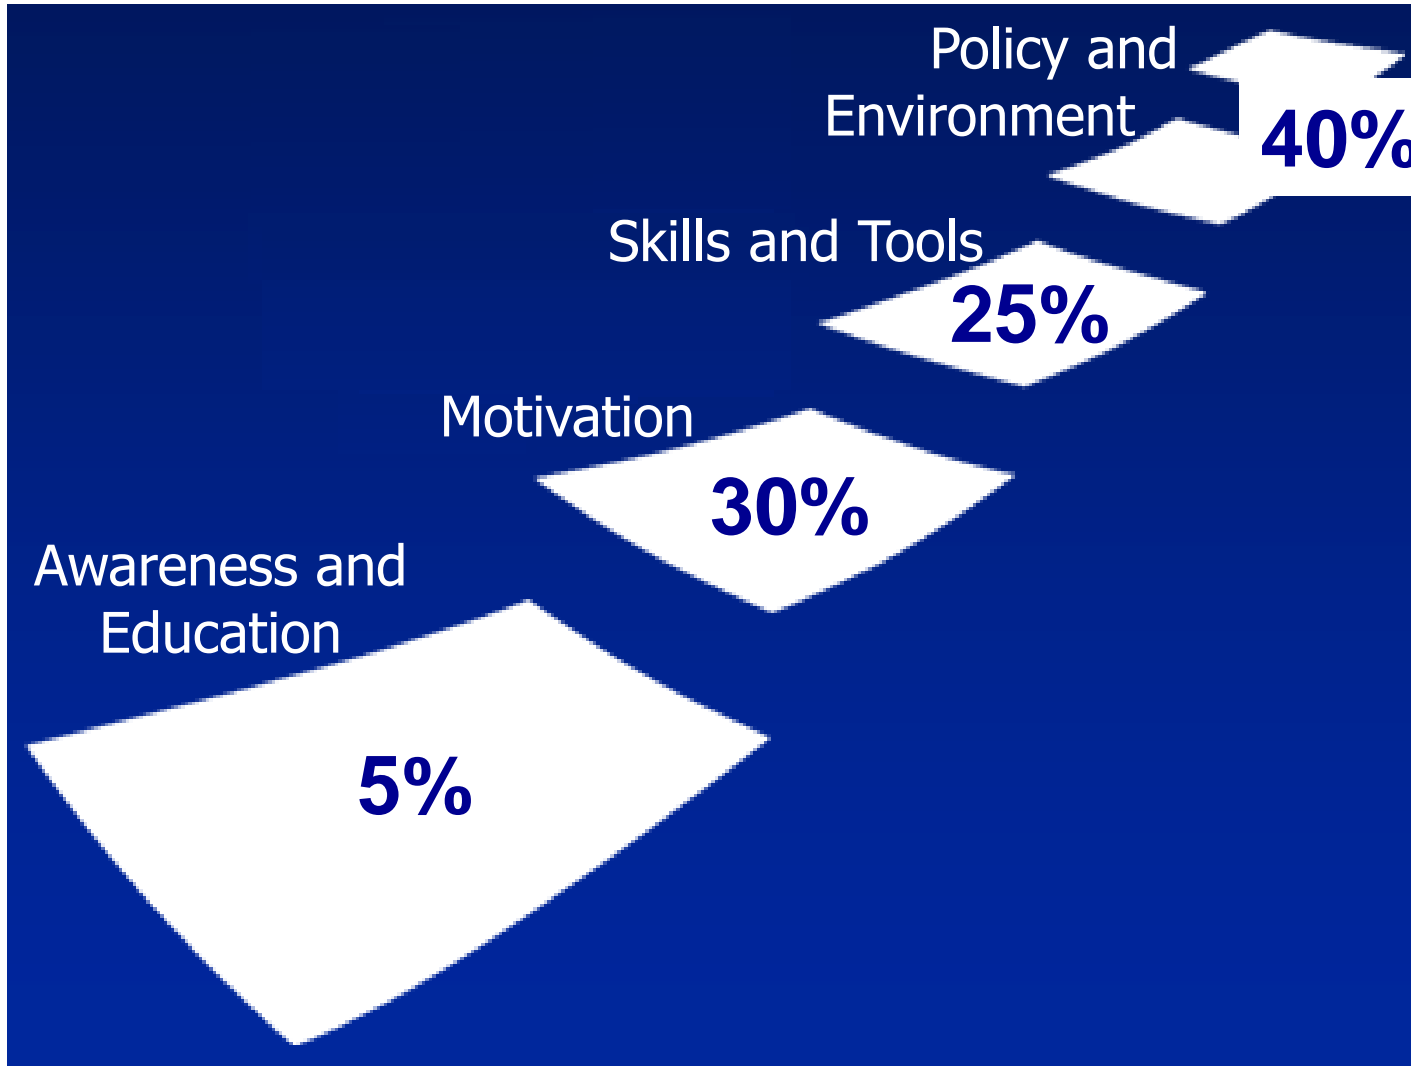 Policy and
Environment
40%
Skills and Tools
25%
Motivation
30%
Awareness and
Education
5%